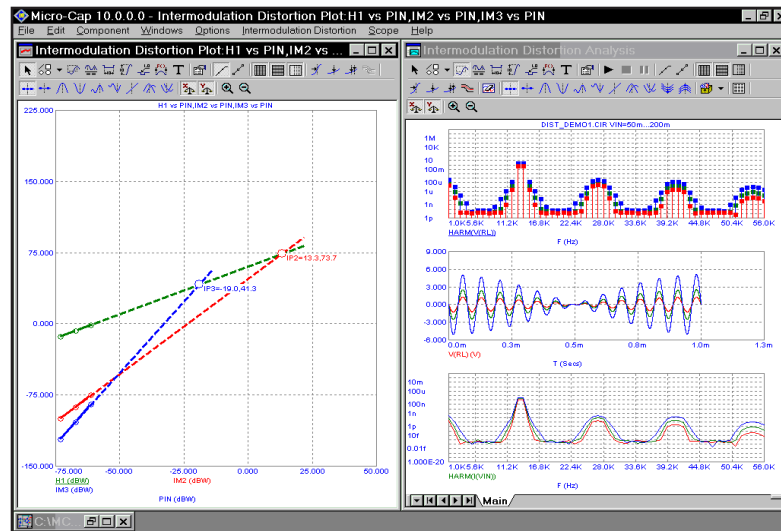 Micro-Cap 10.0.0.0 - Intermodulation Distortion Plot:H1 vs PIN,IM2 vs PIN,IM3 vs PIN
File Edit Component Windows Options Intermodulation Distortion Scope Help
Intermodulation Distortion Plot:H1 vs PIN,IM2 vs ...
H1 vs PIN,IM2 vs PIN,IM3 vs PIN
225.000
150.000
75.000
IP2=13.3,73.7
IP3=-19.0,41.3
0.000
-75.000
-150.000
-75.000 -50.000 -25.000 0.000 25.000 50.000
H1 (dBW) IM2 (dBW)
IM3 (dBW)
PIN (dBW)
Intermodulation Distortion Analysis
DIST_DEMO1.CIR VIN=50m...200m
1M
10K
10
100m
100u
1u
10n
1p
1.0K 5.6K 11.2K 16.8K 22.4K 28.0K 33.6K 39.2K 44.8K 50.4K 56.0K
HARM(V(RL))
F (Hz)
9.000
6.000
3.000
0.000
-3.000
-6.000
0.0m 0.3m 0.5m 0.8m 1.0m 1.3m
V(RL) (V)
T (Secs)
10m
100u
100n
1n
1p
10f
0.01f
1.000E-20
1.0K 5.6K 11.2K 16.8K 22.4K 28.0K 33.6K 39.2K 44.8K 50.4K 56.0K
HARM(I(VIN))
F (Hz)
Main
C:\MC...